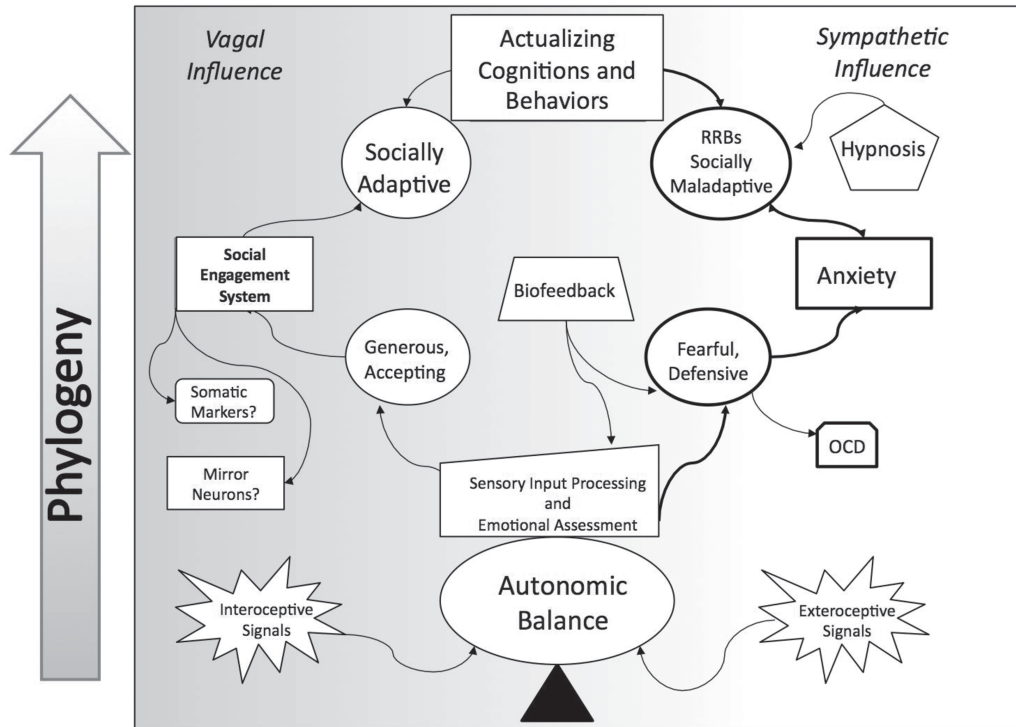 Vagal
Influence
Actualizing
Cognitions and
Behaviors
Sympathetic
Influence
Socially
Adaptive
RRBs
Socially
Maladaptive
Hypnosis
Social
Engagement
System
Biofeedback
Anxiety
Generous,
Accepting
Fearful,
Defensive
Somatic
Markers?
OCD
Mirror
Neurons?
Sensory Input Processing
and
Emotional Assessment
Interoceptive
Signals
Autonomic
Balance
Exteroceptive
Signals
Phylogeny